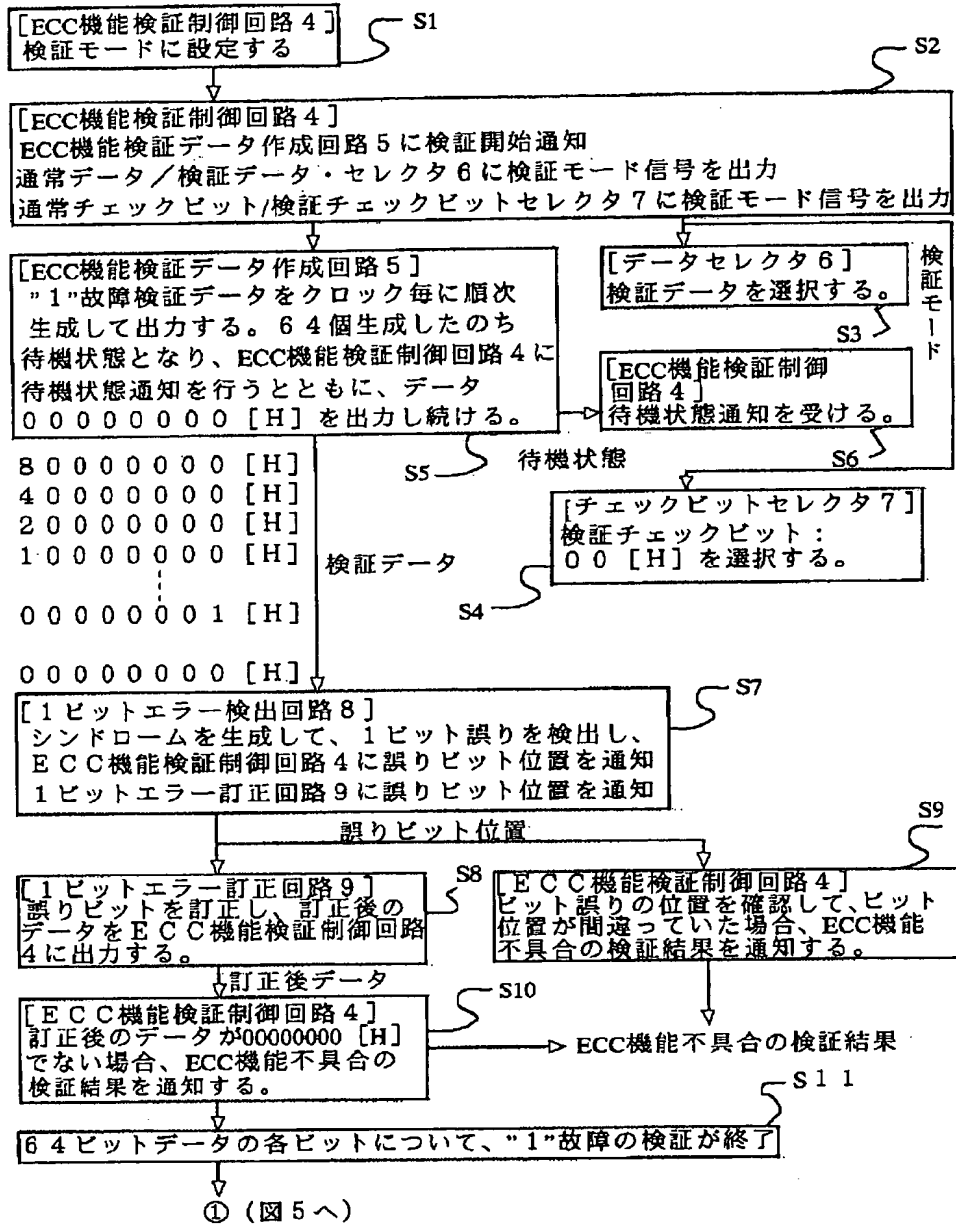 [ECC機能検証制御回路4]
検証モードに設定する
S1
S2
[ECC機能検証制御回路4]
ECC機能検証データ作成回路5に検証開始通知
通常データ／検証データ・セレクタ6に検証モード信号を出力
通常チェックビット/検証チェックビットセレクタ7に検証モード信号を出力
[ECC機能検証データ作成回路5]
"1"故障検証データをクロック毎に順次
生成して出力する。64個生成したのち
待機状態となり、ECC機能検証制御回路4に
待機状態通知を行うとともに、データ
00000000 [H] を出力し続ける。
S5
[データセレクタ6]
検証データを選択する。
S3
検証モード
[ECC機能検証制御
回路4]
待機状態通知を受ける。
S6
待機状態
[チェックビットセレクタ7]
検証チェックビット：
00 [H] を選択する。
S4
80000000 [H]
40000000 [H]
20000000 [H]
10000000 [H]
00000001 [H]
00000000 [H]
検証データ
[1ビットエラー検出回路8]
シンドロームを生成して、1ビット誤りを検出し、
ECC機能検証制御回路4に誤りビット位置を通知
1ビットエラー訂正回路9に誤りビット位置を通知
S7
誤りビット位置
[1ビットエラー訂正回路9]
誤りビットを訂正し、訂正後の
データをECC機能検証制御回路
4に出力する。
S8
[ECC機能検証制御回路4]
ビット誤りの位置を確認して、ビット
位置が間違っていた場合、ECC機能
不具合の検証結果を通知する。
S9
訂正後データ
[ECC機能検証制御回路4]
訂正後のデータが00000000 [H]
でない場合、ECC機能不具合の
検証結果を通知する。
S10
ECC機能不具合の検証結果
S11
64ビットデータの各ビットについて、"1"故障の検証が終了
① (図5へ)